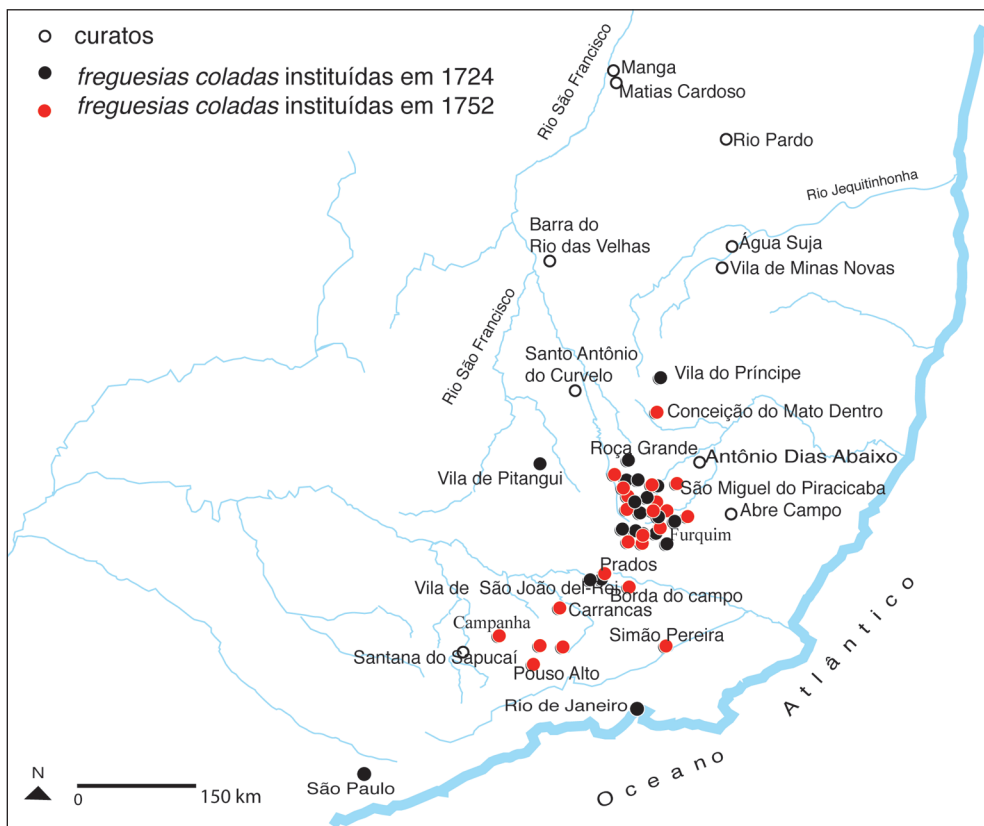 curatos
freguesias coladas instituídas em 1724
freguesias coladas instituídas em 1752
Rio São Francisco
Manga
Matias Cardoso
Rio Pardo
Rio Jequitinhonha
Barra do
Rio das Velhas
Água Suja
Vila de Minas Novas
Rio São Francisco
Santo Antônio
do Curvelo
Vila do Príncipe
Conceição do Mato Dentro
Roça Grande
Antônio Dias Abaixo
Vila de Pitangui
São Miguel do Piracicaba
Abre Campo
Furquim
Prados
Vila de São João del-Rei
Borda do campo
Carrancas
Campanha
Simão Pereira
Santana do Sapucaí
Pouso Alto
Rio de Janeiro
Oceano Atlântico
N
0 150 km
São Paulo